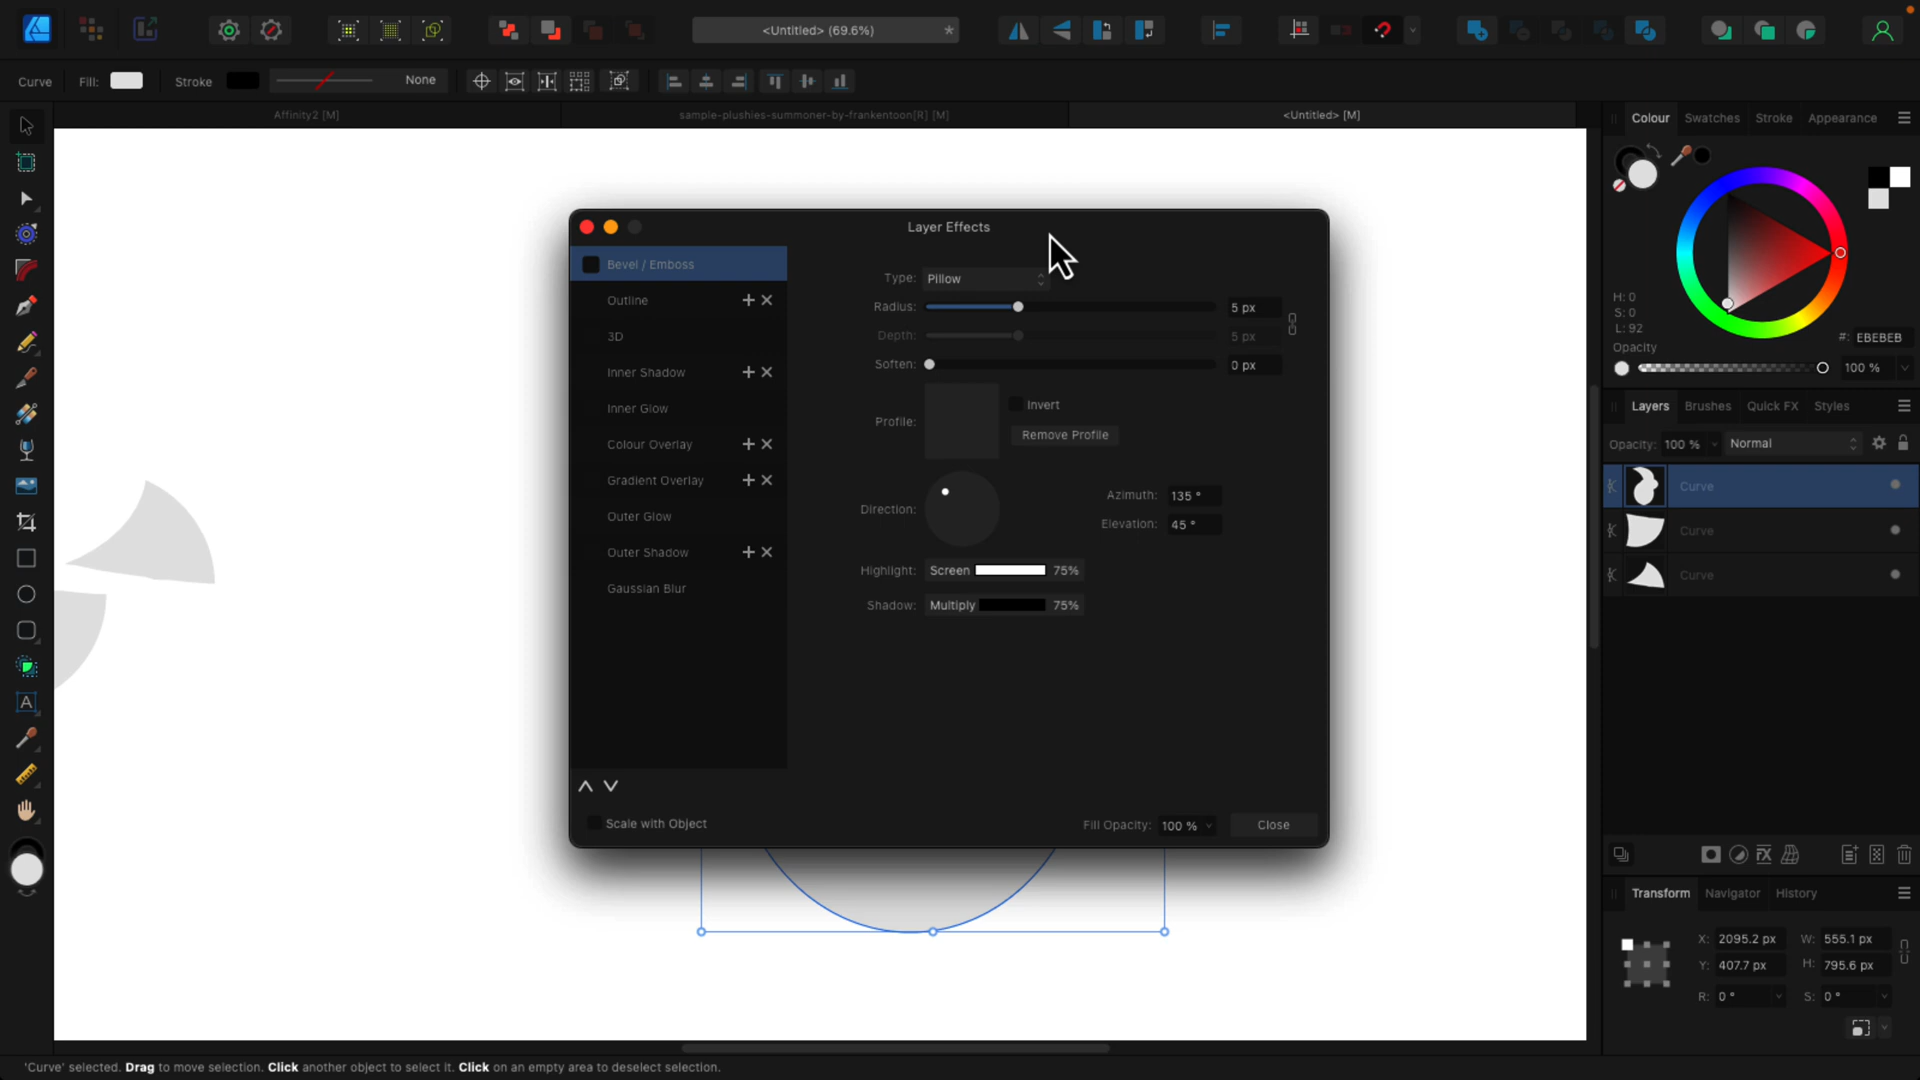 <Untitled> (69.6%) *
Curve Fill: Stroke None
Affinity2 [M] sample-plushies-summoner-by-frankentoon[R] [M] <Untitled> [M]
Layer Effects
Bevel / Emboss
Outline
3D
Inner Shadow
Inner Glow
Colour Overlay
Gradient Overlay
Outer Glow
Outer Shadow
Gaussian Blur
Type: Pillow
Radius: 5 px
Depth: 5 px
Soften: 0 px
Profile: Invert
Remove Profile
Direction: Azimuth: 135 °
Elevation: 45 °
Highlight: Screen 75%
Shadow: Multiply 75%
Scale with Object
Fill Opacity: 100 % Close
Colour Swatches Stroke Appearance
H: 0
S: 0
L: 92
#: EBEBEB
Opacity
100 %
Layers Brushes Quick FX Styles
Opacity: 100 % Normal
Curve
Curve
Curve
FX
Transform Navigator History
X: 2095.2 px W: 555.1 px
Y: 407.7 px H: 795.6 px
R: 0 ° S: 0 °
A
'Curve' selected. Drag to move selection. Click another object to select it. Click on an empty area to deselect selection.